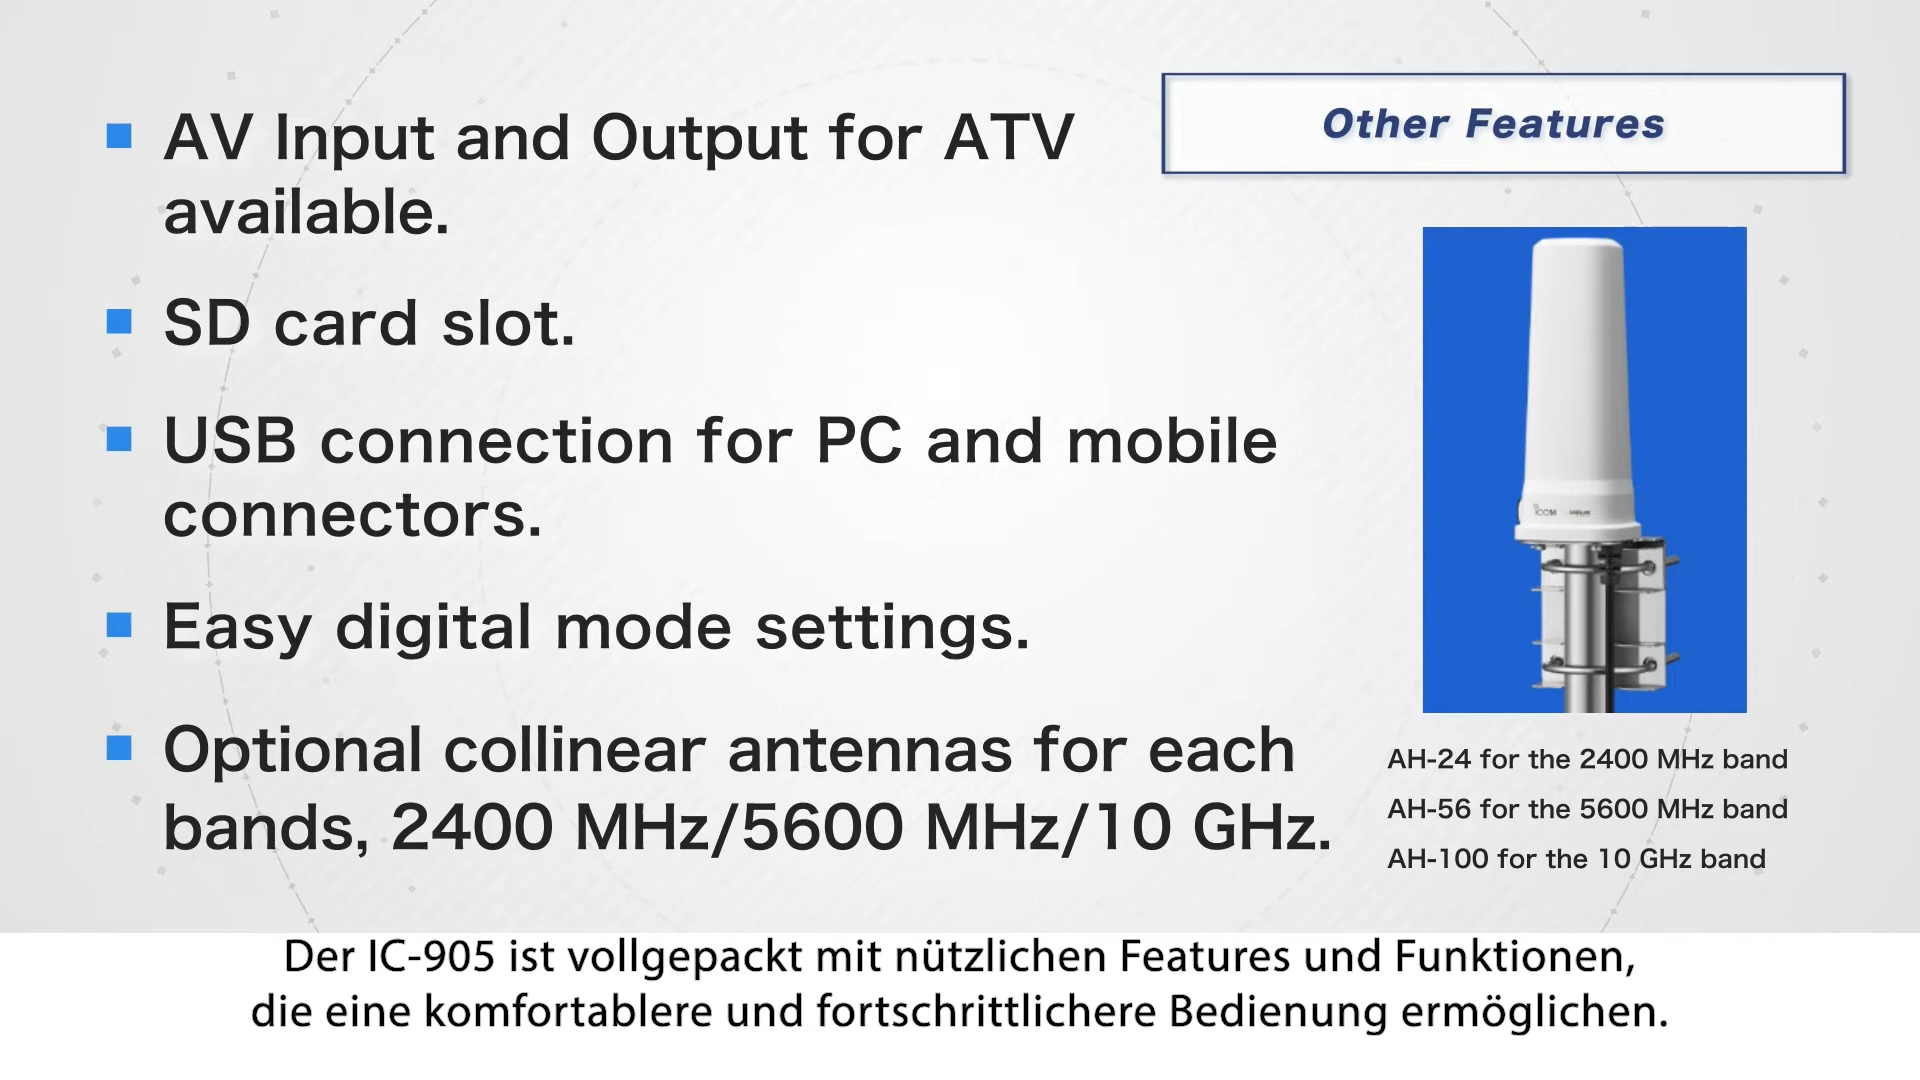 Other Features
AV Input and Output for ATV
available.
SD card slot.
USB connection for PC and mobile
connectors.
Easy digital mode settings.
Optional collinear antennas for each
bands, 2400 MHz/5600 MHz/10 GHz.
ICOM
AH-24 for the 2400 MHz band
AH-56 for the 5600 MHz band
AH-100 for the 10 GHz band
Der IC-905 ist vollgepackt mit nützlichen Features und Funktionen,
die eine komfortablere und fortschrittlichere Bedienung ermöglichen.